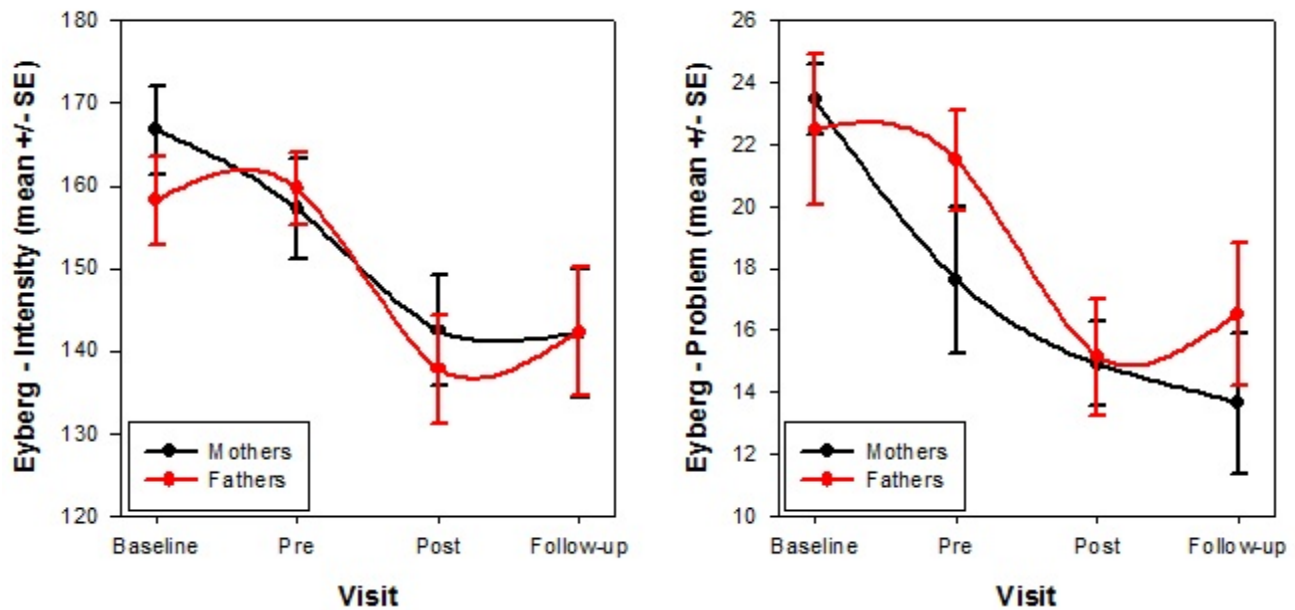 Eyberg - Intensity (mean +/- SE)
180
170
160
150
140
130
120
Mothers
Fathers
Baseline Pre Post Follow-up
Visit
Eyberg - Problem (mean +/- SE)
26
24
22
20
18
16
14
12
10
Mothers
Fathers
Baseline Pre Post Follow-up
Visit